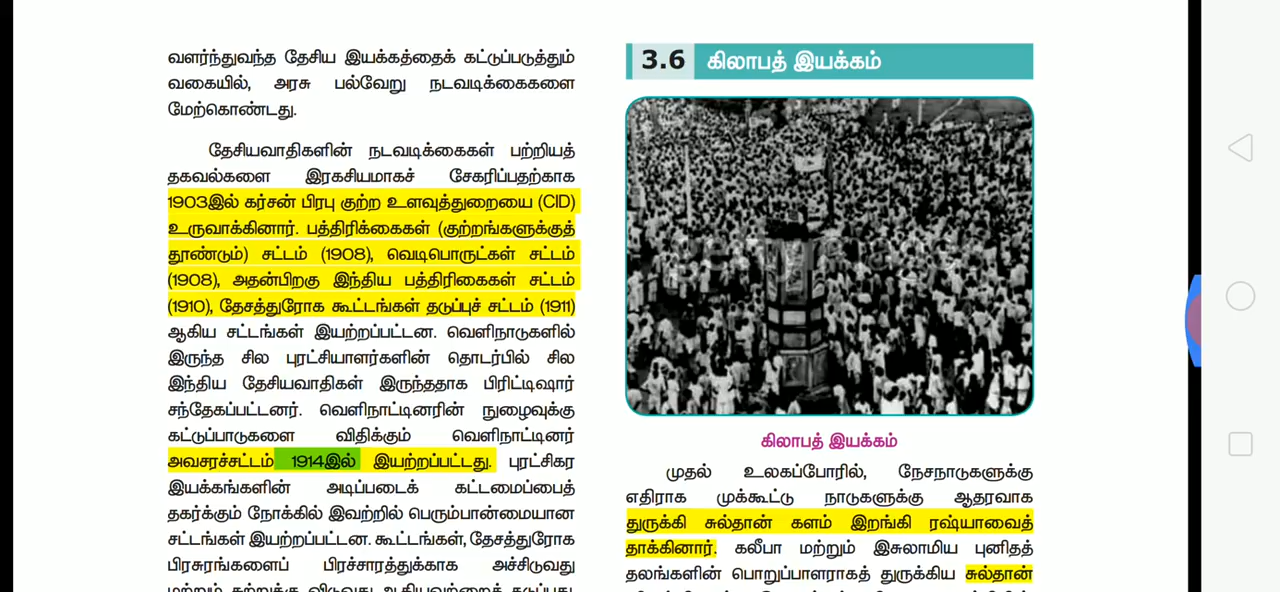 வளர்ந்துவந்த தேசிய இயக்கத்தைக் கட்டுப்படுத்தும்
வகையில், அரசு பல்வேறு நடவடிக்கைகளை
மேற்கொண்டது.
தேசியவாதிகளின் நடவடிக்கைகள் பற்றியத்
தகவல்களை இரகசியமாகச் சேகரிப்பதற்காக
1903இல் கர்சன் பிரபு குற்ற உளவுத்துறையை (CID)
உருவாக்கினார். பத்திரிக்கைகள் (குற்றங்களுக்குத்
தூண்டும்) சட்டம் (1908), வெடிபொருட்கள் சட்டம்
(1908), அதன்பிறகு இந்திய பத்திரிகைகள் சட்டம்
(1910), தேசத்துரோக கூட்டங்கள் தடுப்புச் சட்டம் (1911)
ஆகிய சட்டங்கள் இயற்றப்பட்டன. வெளிநாடுகளில்
இருந்த சில புரட்சியாளர்களின் தொடர்பில் சில
இந்திய தேசியவாதிகள் இருந்ததாக பிரிட்டிஷார்
சந்தேகப்பட்டனர். வெளிநாட்டினரின் நுழைவுக்கு
கட்டுப்பாடுகளை விதிக்கும் வெளிநாட்டினர்
அவசரச்சட்டம் 1914இல் இயற்றப்பட்டது. புரட்சிகர
இயக்கங்களின் அடிப்படைக் கட்டமைப்பைத்
தகர்க்கும் நோக்கில் இவற்றில் பெரும்பான்மையான
சட்டங்கள் இயற்றப்பட்டன. கூட்டங்கள், தேசத்துரோக
பிரசுரங்களைப் பிரச்சாரத்துக்காக அச்சிடுவது
3.6 கிலாபத் இயக்கம்
கிலாபத் இயக்கம்
முதல் உலகப்போரில், நேசநாடுகளுக்கு
எதிராக முக்கூட்டு நாடுகளுக்கு ஆதரவாக
துருக்கி சுல்தான் களம் இறங்கி ரஷ்யாவைத்
தாக்கினார். கலீபா மற்றும் இசுலாமிய புனிதத்
தலங்களின் பொறுப்பாளராகத் துருக்கிய சுல்தான்